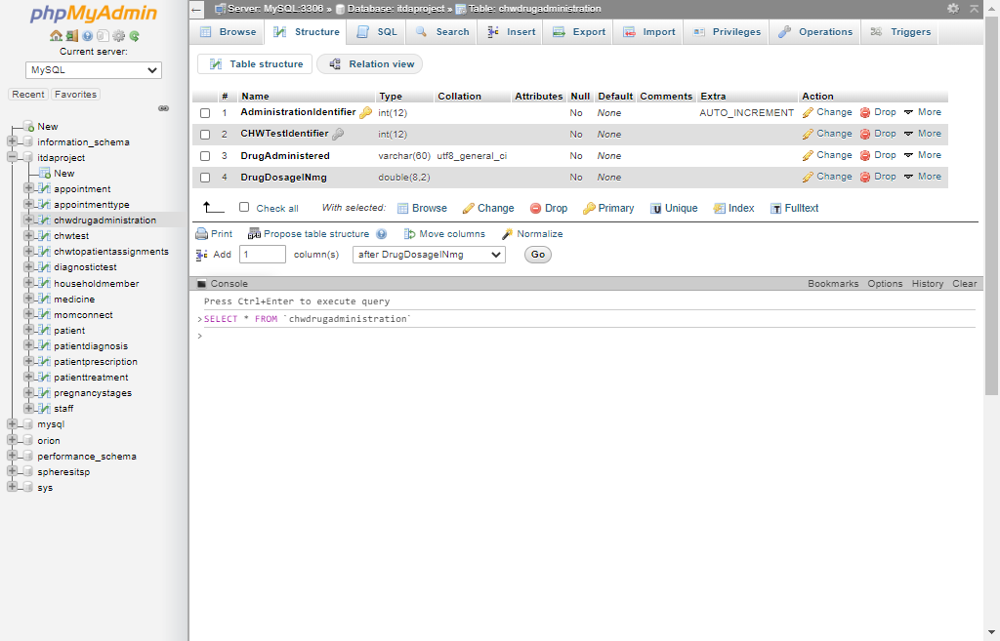 phpMyAdmin
Current server:
MySQL
Recent Favorites
New
information_schema
itdaproject
New
appointment
appointmenttype
chwdrugadministration
chwtest
chwtopatientassignments
diagnostictest
householdmember
medicine
momconnect
patient
patientdiagnosis
patientprescription
patienttreatment
pregnancystages
staff
mysql
orion
performance_schema
spheresitsp
sys
Server: MySQL:3306 » Database: itdaproject » Table: chwdrugadministration
Browse Structure SQL Search Insert Export Import Privileges Operations Triggers
Table structure Relation view
# Name Type Collation Attributes Null Default Comments Extra Action
1 AdministrationIdentifier int(12) No None AUTO_INCREMENT Change Drop More
2 CHWTestIdentifier int(12) No None Change Drop More
3 DrugAdministered varchar(60) utf8_general_ci No None Change Drop More
4 DrugDosageINmg double(8,2) No None Change Drop More
Check all With selected: Browse Change Drop Primary Unique Index Fulltext
Print Propose table structure Move columns Normalize
Add 1 column(s) after DrugDosageINmg Go
Console Bookmarks Options History Clear
Press Ctrl+Enter to execute query
>SELECT * FROM `chwdrugadministration`
>